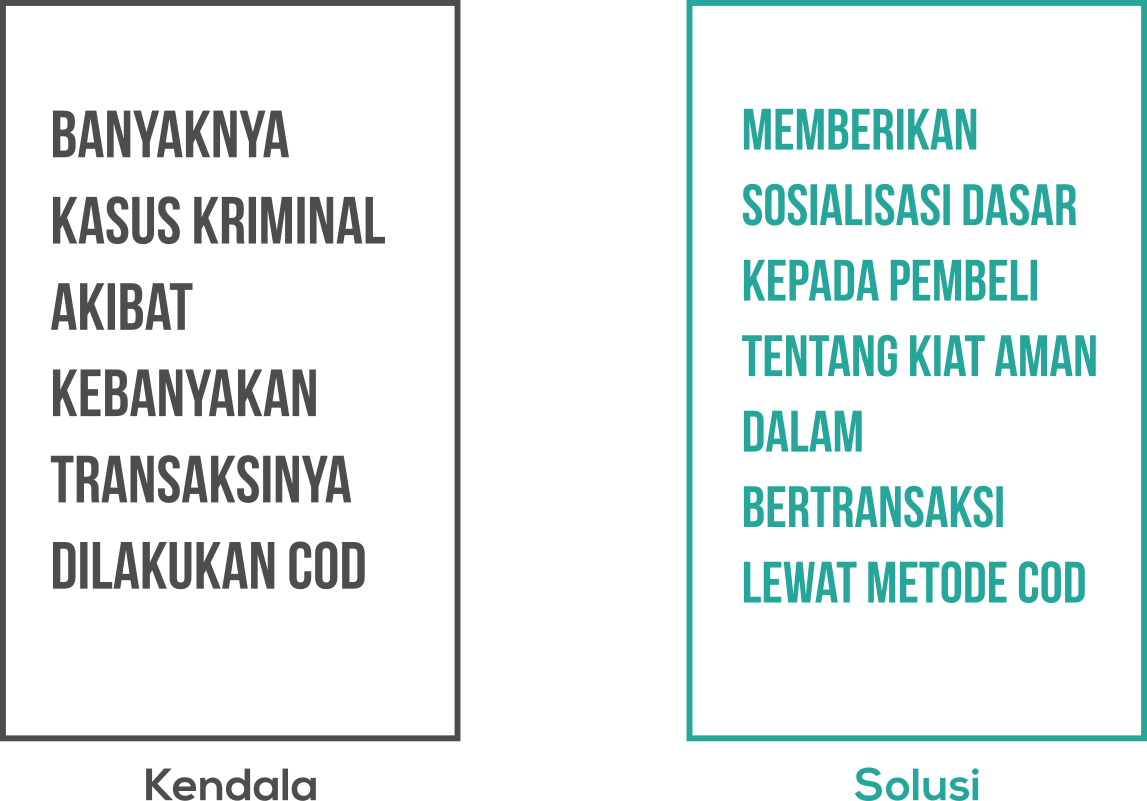 BANYAKNYA
KASUS KRIMINAL
AKIBAT
KEBANYAKAN
TRANSAKSINYA
DILAKUKAN COD
Kendala
MEMBERIKAN
SOSIALISASI DASAR
KEPADA PEMBELI
TENTANG KIAT AMAN
DALAM
BERTRANSAKSI
LEWAT METODE COD
Solusi